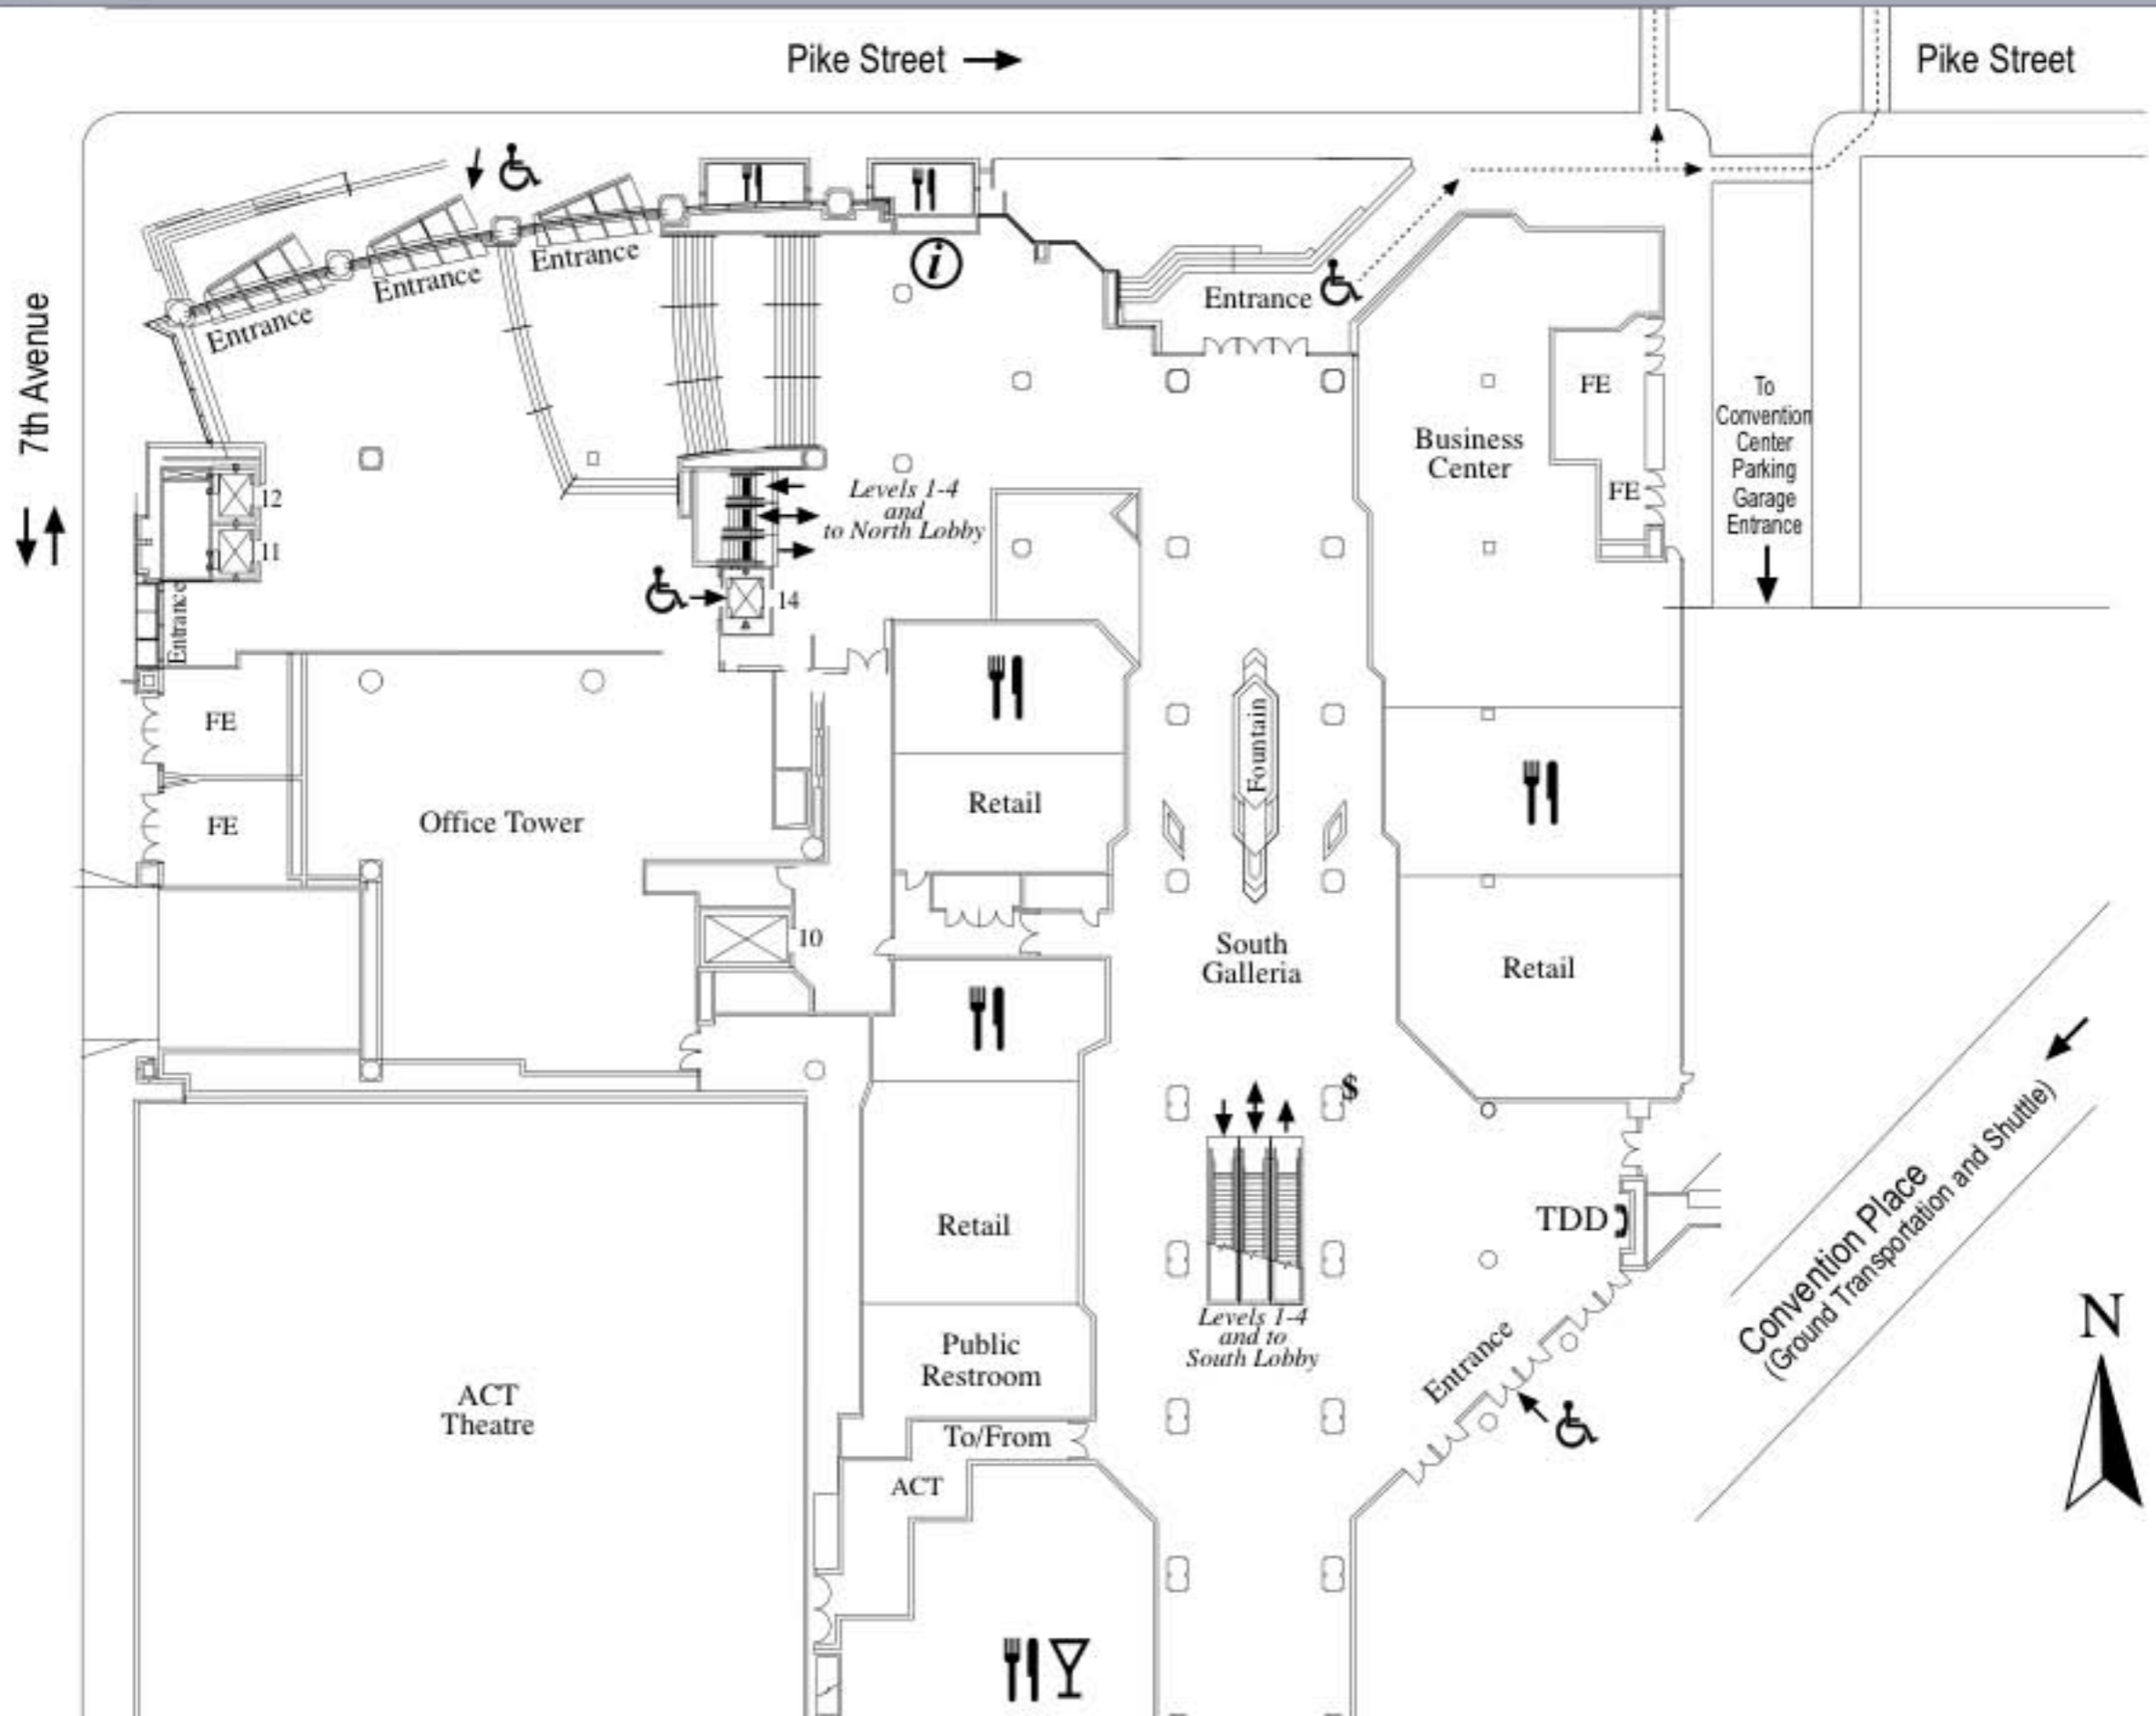 Pike Street
Pike Street
7th Avenue
Entrance
Entrance
Entrance
i
Entrance
FE
FE
Business
Center
To
Convention
Center
Parking
Garage
Entrance
12
11
Levels 1-4
and
to North Lobby
14
Entrance
FE
FE
Office Tower
10
Retail
Fountain
South
Galleria
Retail
$
Retail
TDD
Levels 1-4
and to
South Lobby
Public
Restroom
Entrance
Convention Place
(Ground Transportation and Shuttle)
N
ACT
Theatre
To/From
ACT